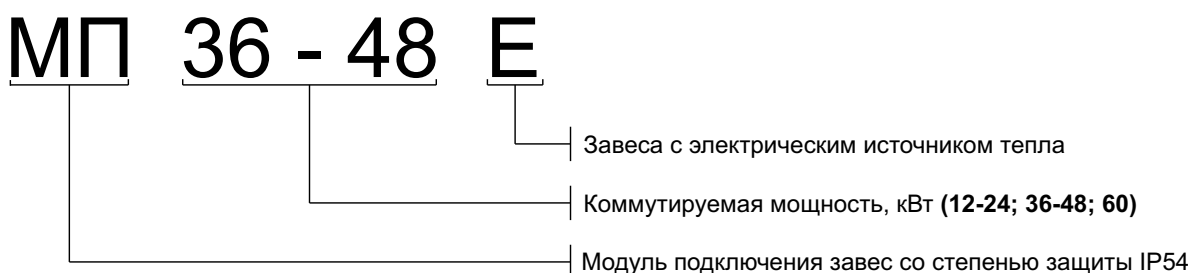 МП 36 - 48 Е
Завеса с электрическим источником тепла
Коммутируемая мощность, кВт (12-24; 36-48; 60)
Модуль подключения завес со степенью защиты IP54